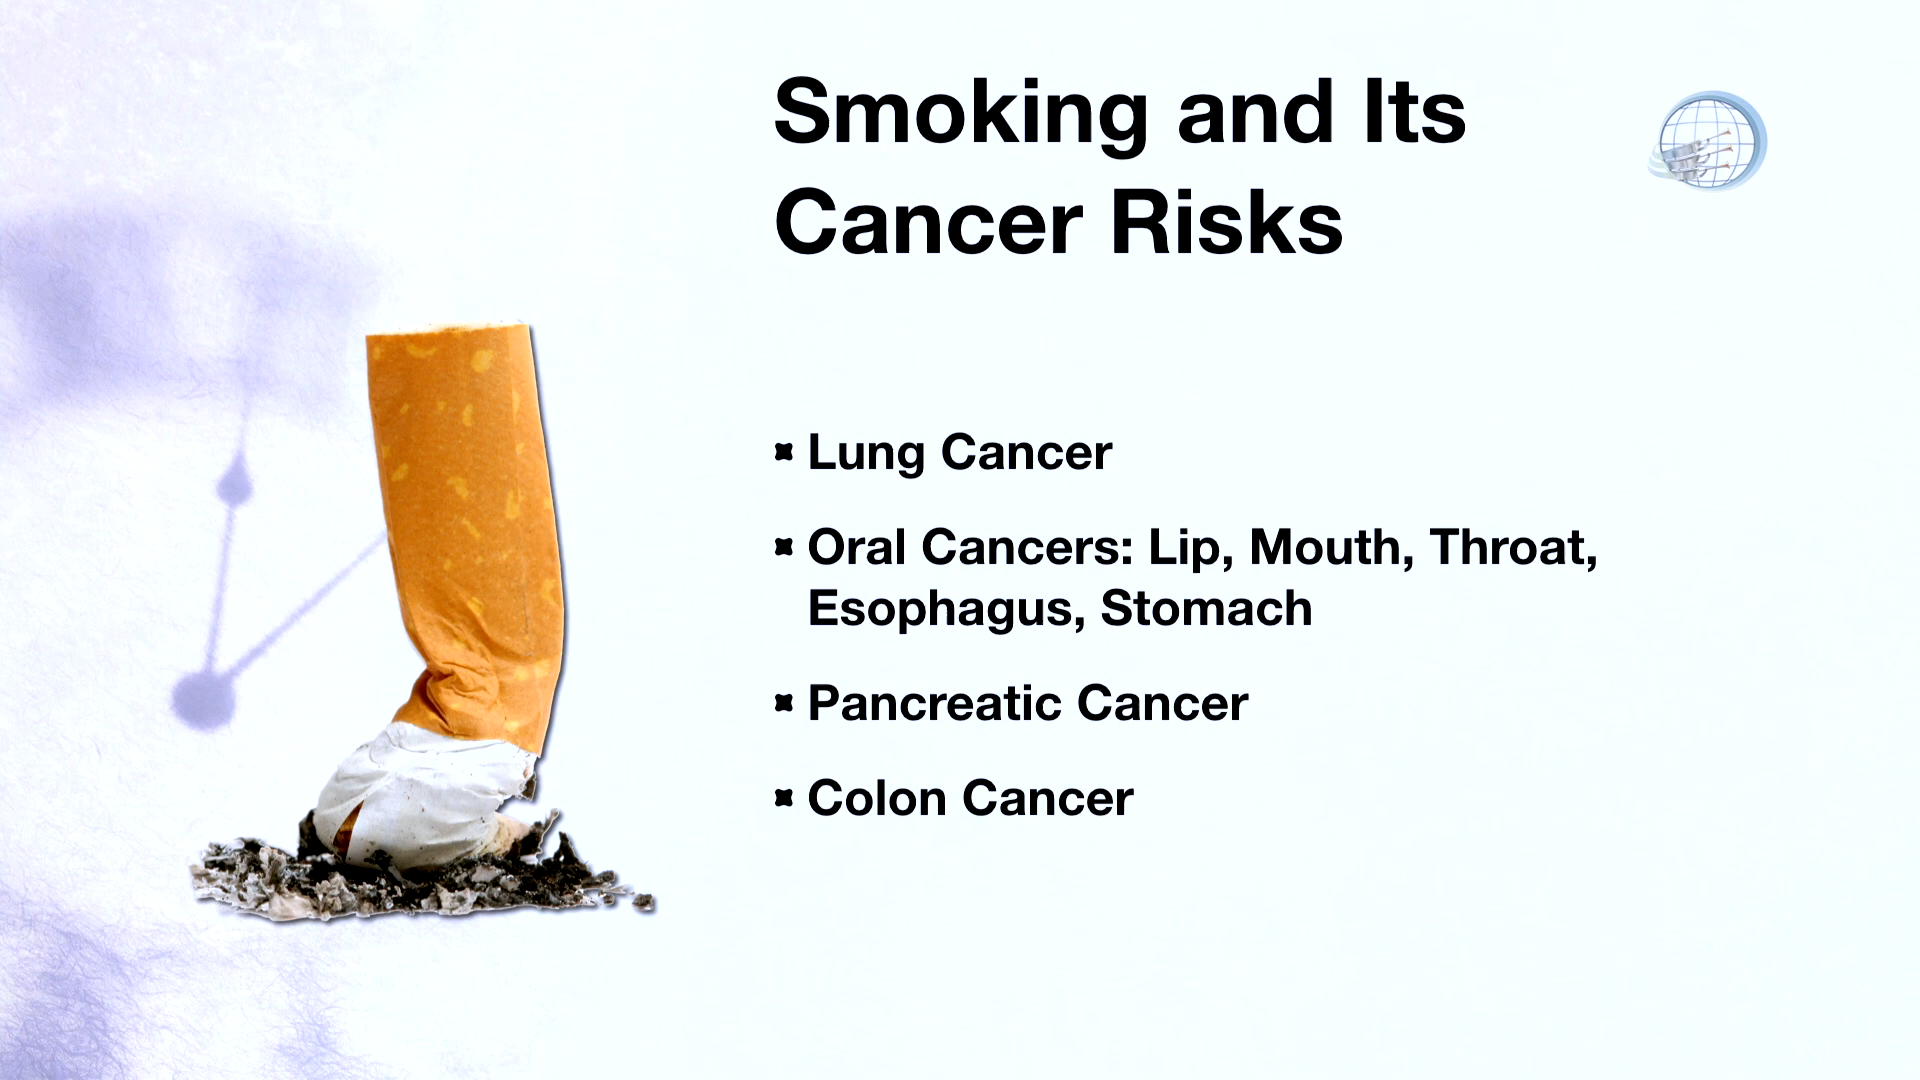 Smoking and Its
Cancer Risks
Lung Cancer
Oral Cancers: Lip, Mouth, Throat,
Esophagus, Stomach
Pancreatic Cancer
Colon Cancer